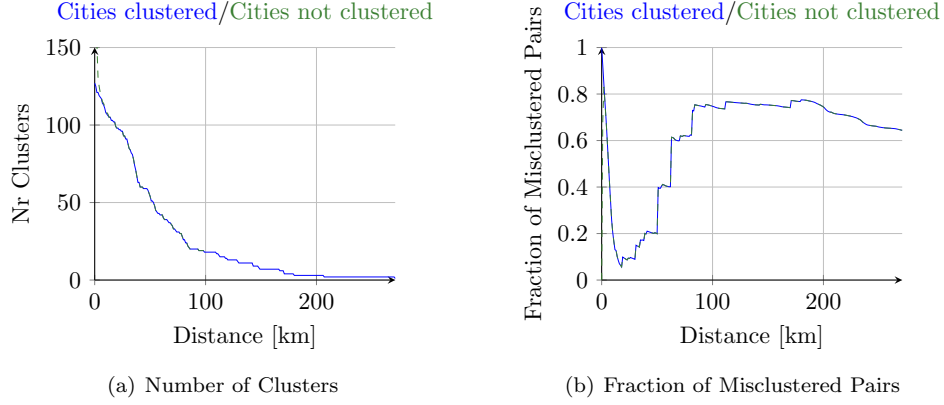 Cities clustered/Cities not clustered
150
100
50
0
0 100 200
Nr Clusters
Distance [km]
(a) Number of Clusters
Cities clustered/Cities not clustered
1
0.8
0.6
0.4
0.2
0
0 100 200
Fraction of Misclustered Pairs
Distance [km]
(b) Fraction of Misclustered Pairs